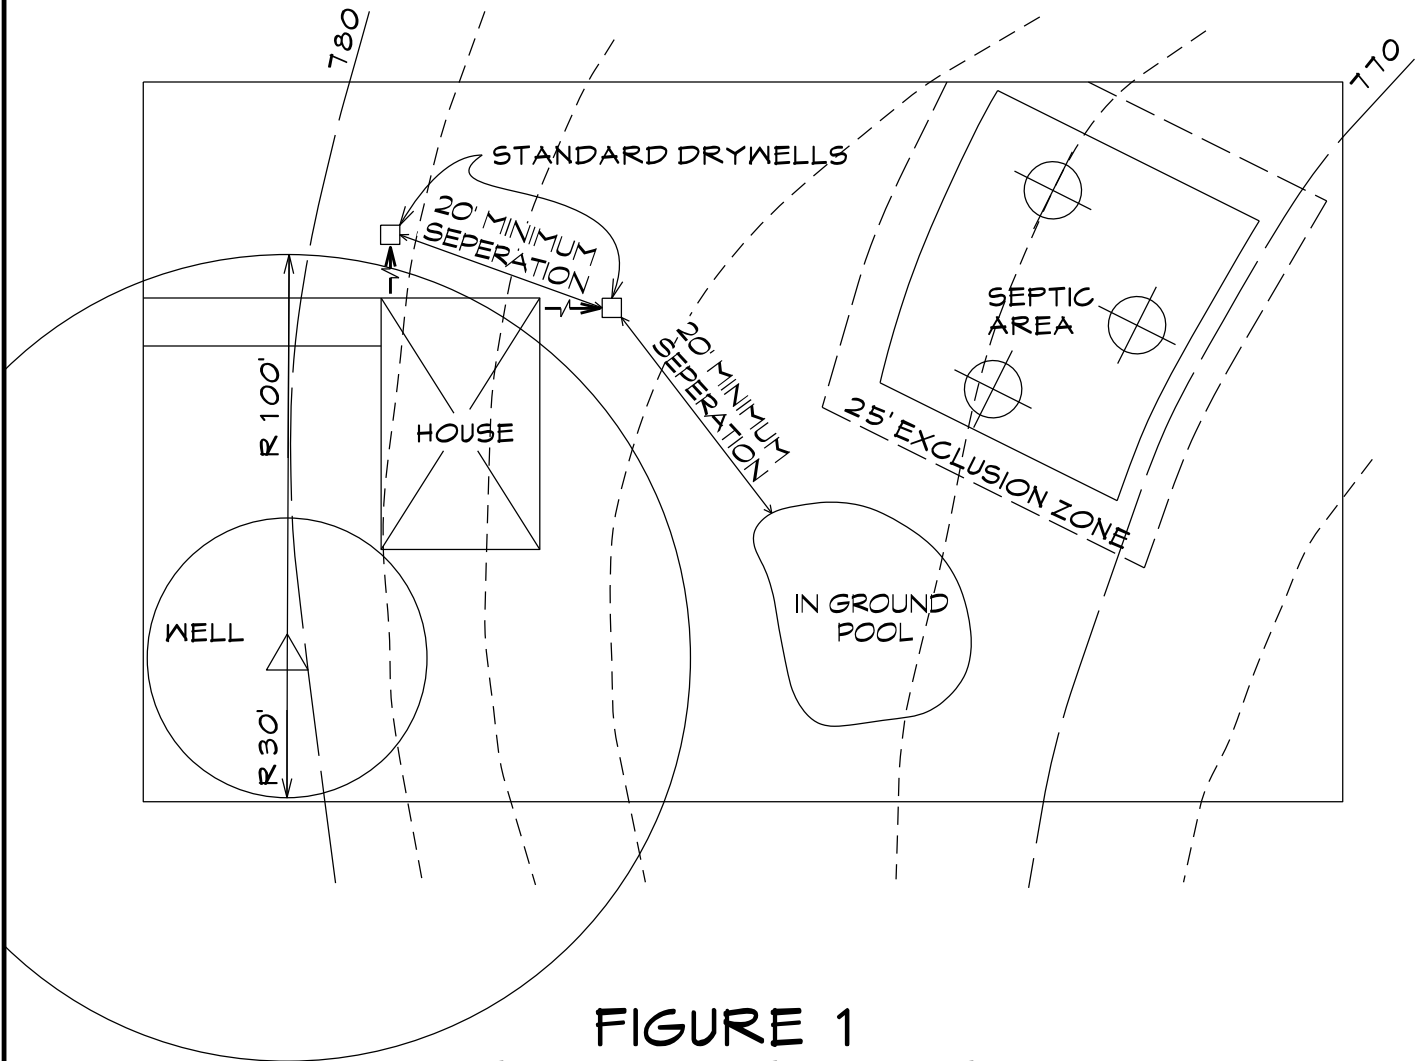 780
770
STANDARD DRYWELLS
20' MINIMUM
SEPERATION
SEPTIC
AREA
20' MINIMUM
SEPERATION
R 100'
HOUSE
25' EXCLUSION ZONE
WELL
IN GROUND
POOL
R 30'
FIGURE 1